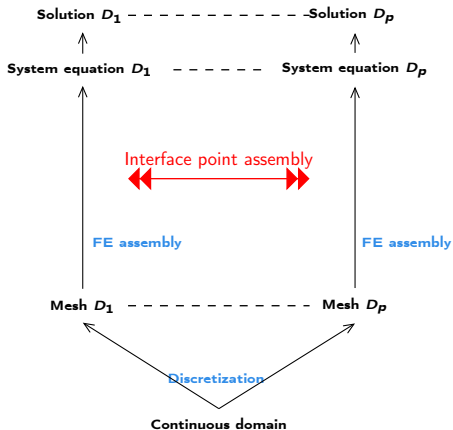 Solution D1 Solution Dp
System equation D1 System equation Dp
Interface point assembly
FE assembly FE assembly
Mesh D1 Mesh Dp
Discretization
Continuous domain